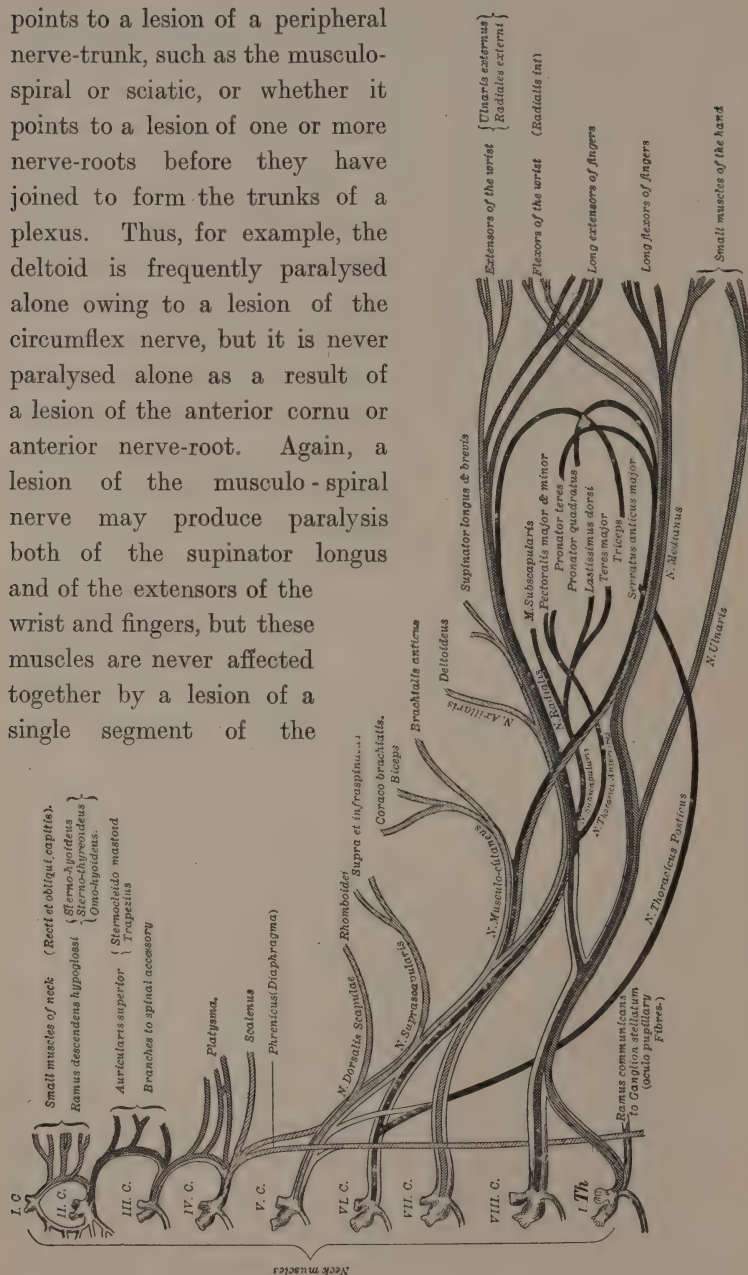 points to a lesion of a peripheral
nerve-trunk, such as the musculo-
spiral or sciatic, or whether it
points to a lesion of one or more
nerve-roots before they have
joined to form the trunks of a
plexus. Thus, for example, the
deltoid is frequently paralysed
alone owing to a lesion of the
circumflex nerve, but it is never
paralysed alone as a result of
a lesion of the anterior cornu or
anterior nerve-root. Again, a
lesion of the musculo-spiral
nerve may produce paralysis
both of the supinator longus
and of the extensors of the
wrist and fingers, but these
muscles are never affected
together by a lesion of a
single segment of the
Neck muscles
I. C
II. C.
III. C.
IV. C.
V. C.
VI. C.
VII. C.
VIII. C.
I Th
Small muscles of neck (Recti et obliqui capitis).
Ramus descendens hypoglossi { Sterno-hyoideus
Sterno-thyreoideus }
Omo-hyoideus.
Auricularis superior { Sternocleido mastoid
Trapezius
Branches to spinal accessory
Platysma,
Scalenus
Phrenicus (Diaphragma)
N. Dorsalis Scapulae
Rhomboidei
N. Suprascapularis
Supra et infraspinu...
N. Musculo-cutaneus
Coraco brachialis.
Biceps
Brachialis anticus
Deltoideus
N. Axillaris
Supinator longus & brevis
N. Radialis
M. Subscapularis
Pectoralis major & minor
Pronator teres
Pronator quadratus
Lastissimus dorsi
Teres major
Triceps
Serratus anticus major
N. Subscapularis
N. Thoracici
N. Medianus
N. Ulnaris
N. Thoracicus Posticus
Ramus communicans
to Ganglion stellatum
(oculo pupillary
Fibres.)
Extensors of the wrist { Ulnaris externus
Radiales externi }
Flexors of the wrist (Radialis int)
Long extensors of fingers
Long flexors of fingers
Small muscles of the hand